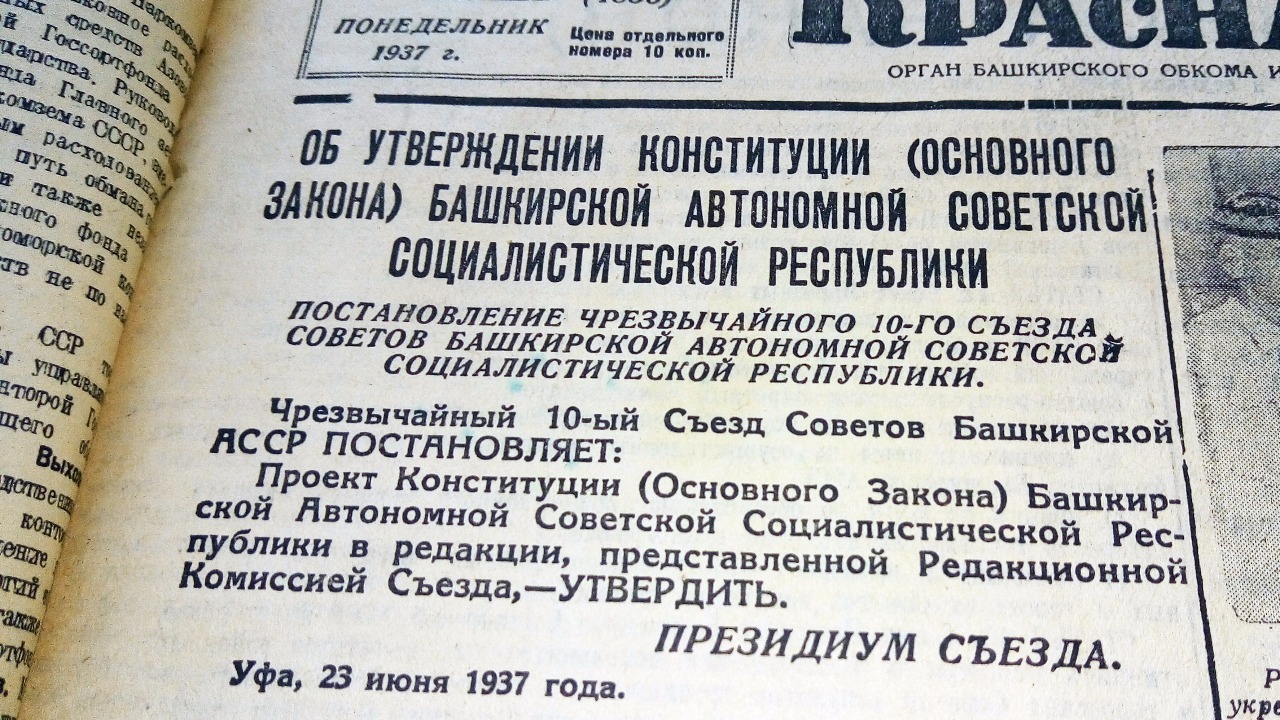 ПОНЕДЕЛЬНИК
1937 г.
Цена отдельного
номера 10 коп.
ОРГАН БАШКИРСКОГО ОБКОМА И
ОБ УТВЕРЖДЕНИИ КОНСТИТУЦИИ (ОСНОВНОГО
ЗАКОНА) БАШКИРСКОЙ АВТОНОМНОЙ СОВЕТСКОЙ
СОЦИАЛИСТИЧЕСКОЙ РЕСПУБЛИКИ
ПОСТАНОВЛЕНИЕ ЧРЕЗВЫЧАЙНОГО 10-ГО СЪЕЗДА
СОВЕТОВ БАШКИРСКОЙ АВТОНОМНОЙ СОВЕТСКОЙ
СОЦИАЛИСТИЧЕСКОЙ РЕСПУБЛИКИ.
Чрезвычайный 10-ый Съезд Советов Башкирской
АССР ПОСТАНОВЛЯЕТ:
Проект Конституции (Основного Закона) Башкир-
ской Автономной Советской Социалистической Рес-
публики в редакции, представленной Редакционной
Комиссией Съезда,—УТВЕРДИТЬ.
ПРЕЗИДИУМ СЪЕЗДА.
Уфа, 23 июня 1937 года.